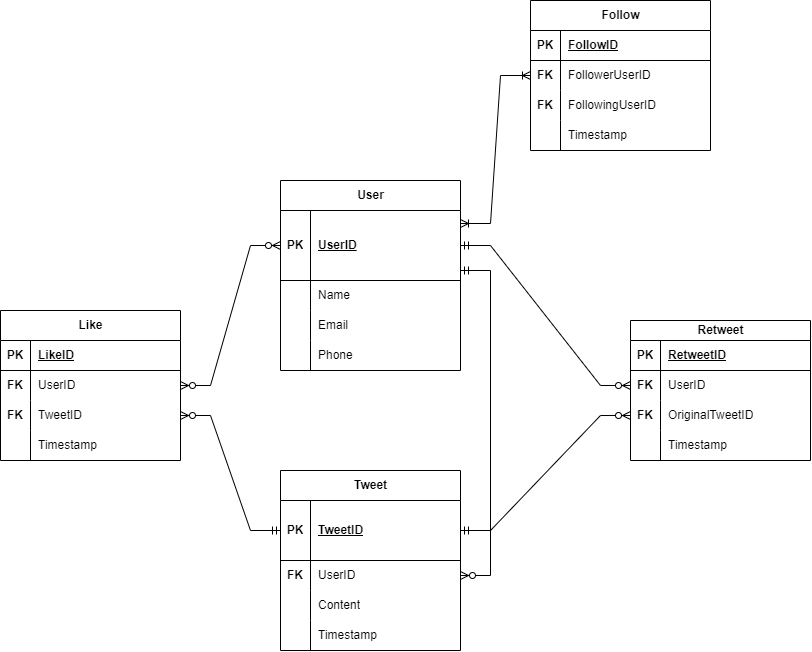 Follow
PK FollowID
FK FollowerUserID
FK FollowingUserID
Timestamp
User
PK UserID
Name
Email
Phone
Like
PK LikeID
FK UserID
FK TweetID
Timestamp
Retweet
PK RetweetID
FK UserID
FK OriginalTweetID
Timestamp
Tweet
PK TweetID
FK UserID
Content
Timestamp